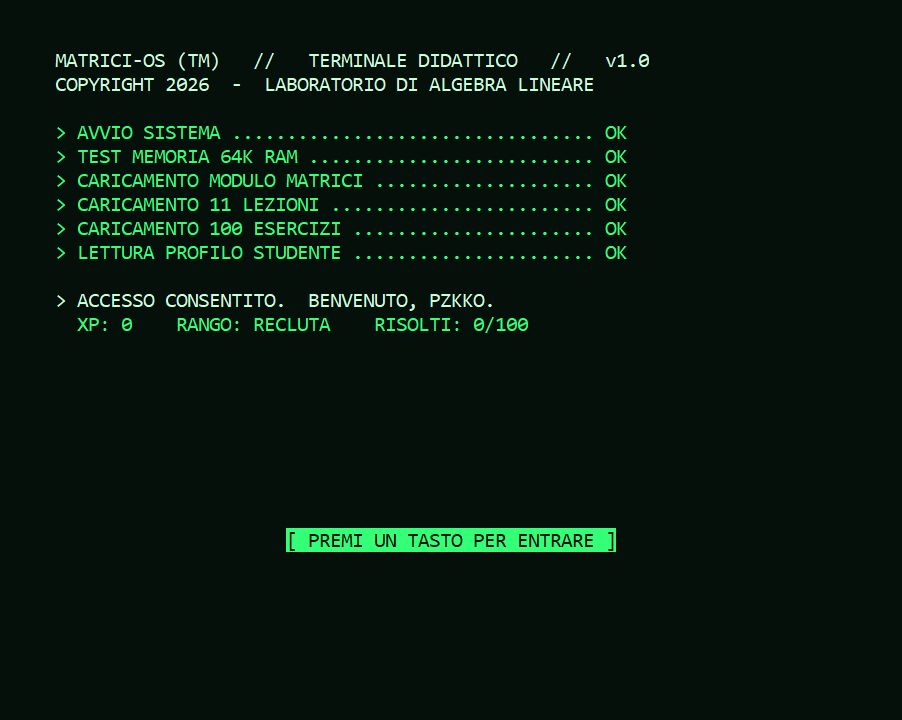 MATRICI-OS (TM)   //   TERMINALE DIDATTICO   //   v1.0
COPYRIGHT 2026  -  LABORATORIO DI ALGEBRA LINEARE
> AVVIO SISTEMA ................................. OK
> TEST MEMORIA 64K RAM .......................... OK
> CARICAMENTO MODULO MATRICI .................... OK
> CARICAMENTO 11 LEZIONI ........................ OK
> CARICAMENTO 100 ESERCIZI ...................... OK
> LETTURA PROFILO STUDENTE ...................... OK
> ACCESSO CONSENTITO.  BENVENUTO, PZKKO.
XP: 0    RANGO: RECLUTA    RISOLTI: 0/100
[ PREMI UN TASTO PER ENTRARE ]